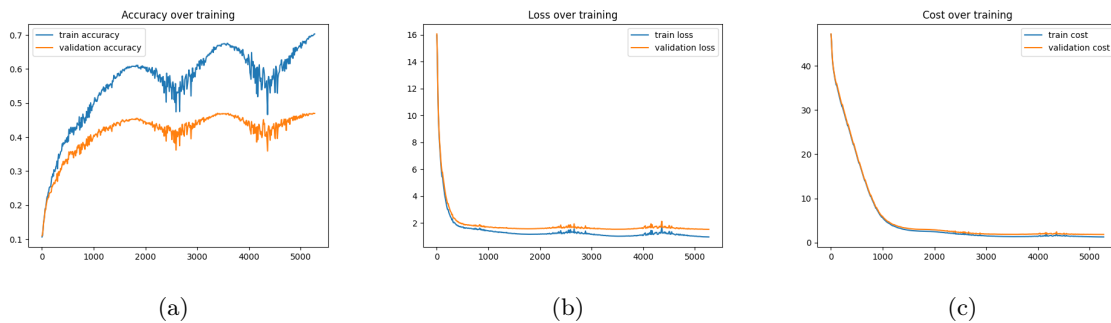 Accuracy over training
train accuracy
validation accuracy
0.7
0.6
0.5
0.4
0.3
0.2
0.1
0 1000 2000 3000 4000 5000
(a)
Loss over training
train loss
validation loss
16
14
12
10
8
6
4
2
0 1000 2000 3000 4000 5000
(b)
Cost over training
train cost
validation cost
40
30
20
10
0
0 1000 2000 3000 4000 5000
(c)